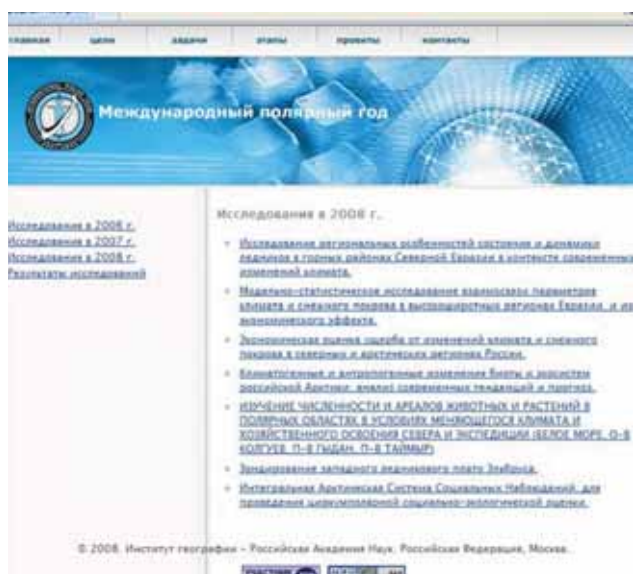 главная цели задачи этапы проекты контакты
Международный полярный год
Исследования в 2006 г.
Исследования в 2007 г.
Исследования в 2008 г.
Результаты исследований
Исследования в 2008 г.
Исследование региональных особенностей состояния и динамики
ледников в горных районах Северной Евразии в контексте современных
изменений климата.
Модельно-статистическое исследование взаимосвязи параметров
климата и снежного покрова в высокоширотных регионах Евразии, и их
экономического эффекта.
Экономическая оценка ущерба от изменений климата и снежного
покрова в северных и арктических регионах России.
Климатогенные и антропогенные изменения биоты и экосистем
российской Арктики: анализ современных тенденций и прогноз.
ИЗУЧЕНИЕ ЧИСЛЕННОСТИ И АРЕАЛОВ ЖИВОТНЫХ И РАСТЕНИЙ В
ПОЛЯРНЫХ ОБЛАСТЯХ В УСЛОВИЯХ МЕНЯЮЩЕГОСЯ КЛИМАТА И
ХОЗЯЙСТВЕННОГО ОСВОЕНИЯ СЕВЕРА И ЭКСПЕДИЦИИ (БЕЛОЕ МОРЕ, О-В
КОЛГУЕВ, П-В ГЫДАН, П-В ТАЙМЫР)
Зондирование западного ледникового плато Эльбруса.
Интегральная Арктическая Система Социальных Наблюдений, для
проведения циркумполярной социально-экологической оценки.
© 2008. Институт географии - Российская Академия Наук. Российская Федерация, Москва.